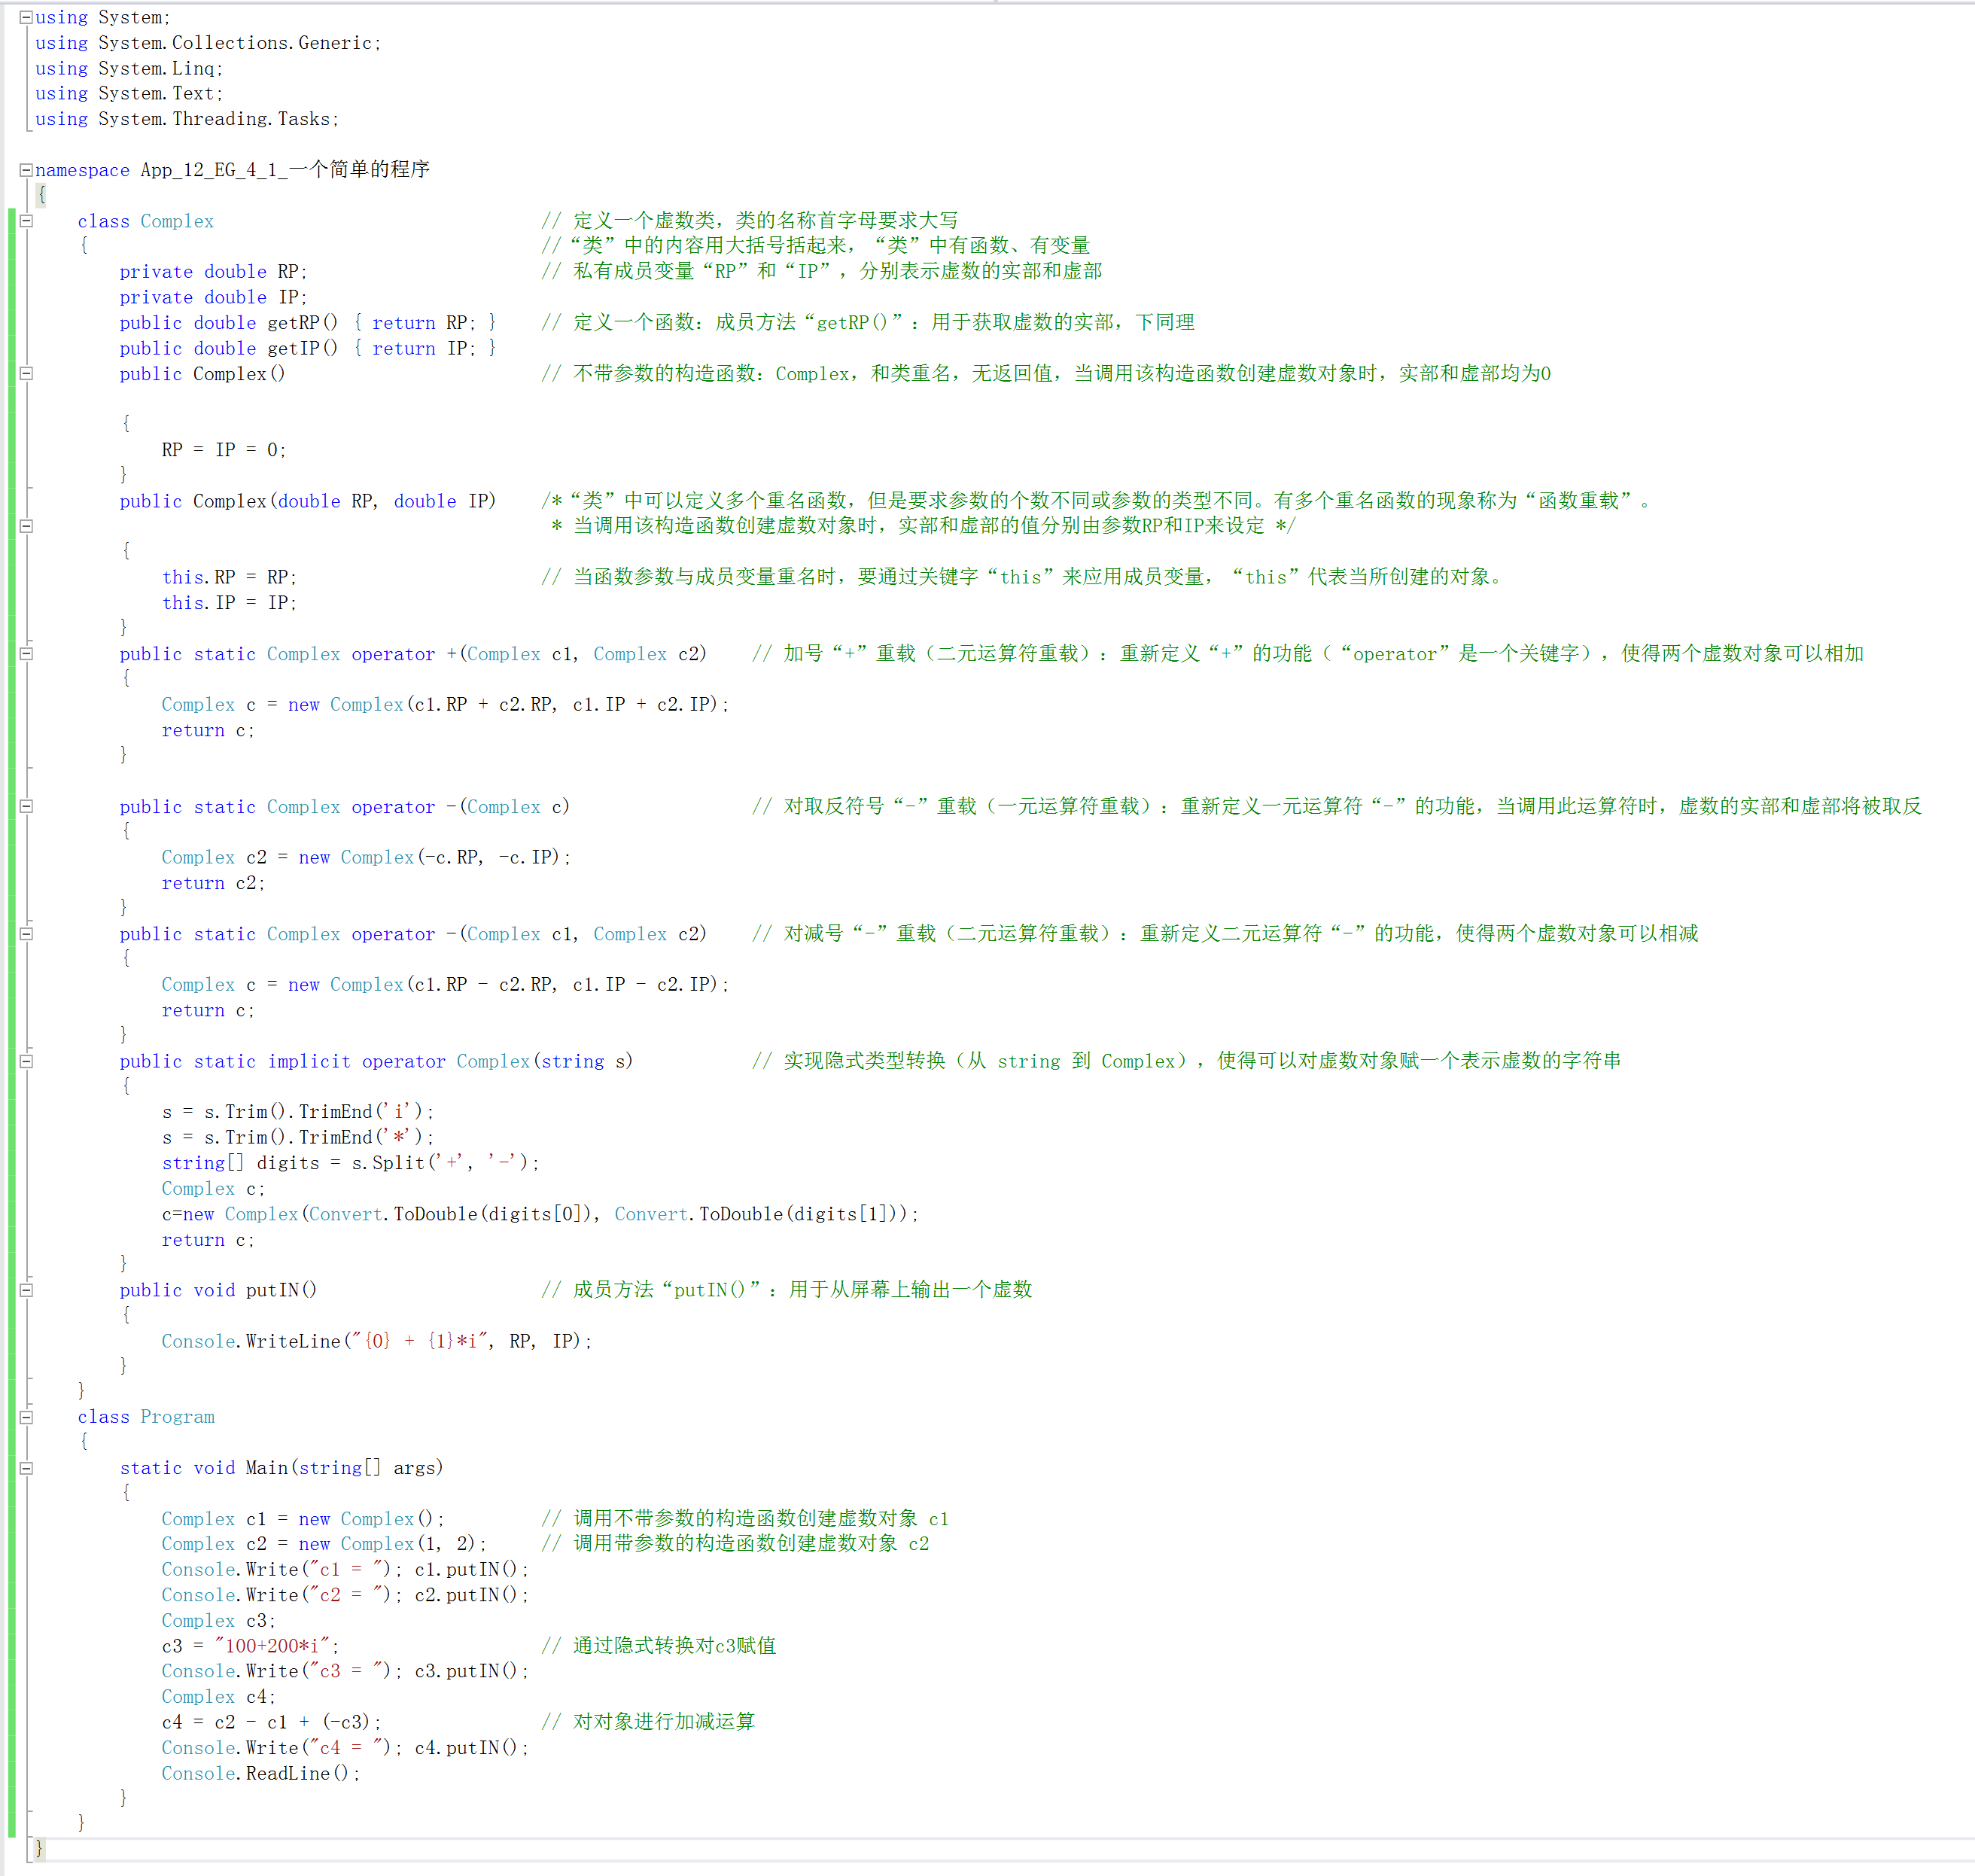 using System;
using System.Collections.Generic;
using System.Linq;
using System.Text;
using System.Threading.Tasks;
namespace App_12_EG_4_1_一个简单的程序
{
class Complex // 定义一个虚数类，类的名称首字母要求大写
{ //“类”中的内容用大括号括起来，“类”中有函数、有变量
private double RP; // 私有成员变量“RP”和“IP”，分别表示虚数的实部和虚部
private double IP;
public double getRP() { return RP; } // 定义一个函数：成员方法“getRP()”：用于获取虚数的实部，下同理
public double getIP() { return IP; }
public Complex() // 不带参数的构造函数：Complex，和类重名，无返回值，当调用该构造函数创建虚数对象时，实部和虚部均为0
{
RP = IP = 0;
}
public Complex(double RP, double IP) /*“类”中可以定义多个重名函数，但是要求参数的个数不同或参数的类型不同。有多个重名函数的现象称为“函数重载”。
* 当调用该构造函数创建虚数对象时，实部和虚部的值分别由参数RP和IP来设定 */
{
this.RP = RP; // 当函数参数与成员变量重名时，要通过关键字“this”来应用成员变量，“this”代表当所创建的对象。
this.IP = IP;
}
public static Complex operator +(Complex c1, Complex c2) // 加号“+”重载（二元运算符重载）：重新定义“+”的功能（“operator”是一个关键字），使得两个虚数对象可以相加
{
Complex c = new Complex(c1.RP + c2.RP, c1.IP + c2.IP);
return c;
}
public static Complex operator -(Complex c) // 对取反符号“-”重载（一元运算符重载）：重新定义一元运算符“-”的功能，当调用此运算符时，虚数的实部和虚部将被取反
{
Complex c2 = new Complex(-c.RP, -c.IP);
return c2;
}
public static Complex operator -(Complex c1, Complex c2) // 对减号“-”重载（二元运算符重载）：重新定义二元运算符“-”的功能，使得两个虚数对象可以相减
{
Complex c = new Complex(c1.RP - c2.RP, c1.IP - c2.IP);
return c;
}
public static implicit operator Complex(string s) // 实现隐式类型转换（从 string 到 Complex），使得可以对虚数对象赋一个表示虚数的字符串
{
s = s.Trim().TrimEnd('i');
s = s.Trim().TrimEnd('*');
string[] digits = s.Split('+', '-');
Complex c;
c=new Complex(Convert.ToDouble(digits[0]), Convert.ToDouble(digits[1]));
return c;
}
public void putIN() // 成员方法“putIN()”：用于从屏幕上输出一个虚数
{
Console.WriteLine("{0} + {1}*i", RP, IP);
}
}
class Program
{
static void Main(string[] args)
{
Complex c1 = new Complex(); // 调用不带参数的构造函数创建虚数对象 c1
Complex c2 = new Complex(1, 2); // 调用带参数的构造函数创建虚数对象 c2
Console.Write("c1 = "); c1.putIN();
Console.Write("c2 = "); c2.putIN();
Complex c3;
c3 = "100+200*i"; // 通过隐式转换对c3赋值
Console.Write("c3 = "); c3.putIN();
Complex c4;
c4 = c2 - c1 + (-c3); // 对对象进行加减运算
Console.Write("c4 = "); c4.putIN();
Console.ReadLine();
}
}
}